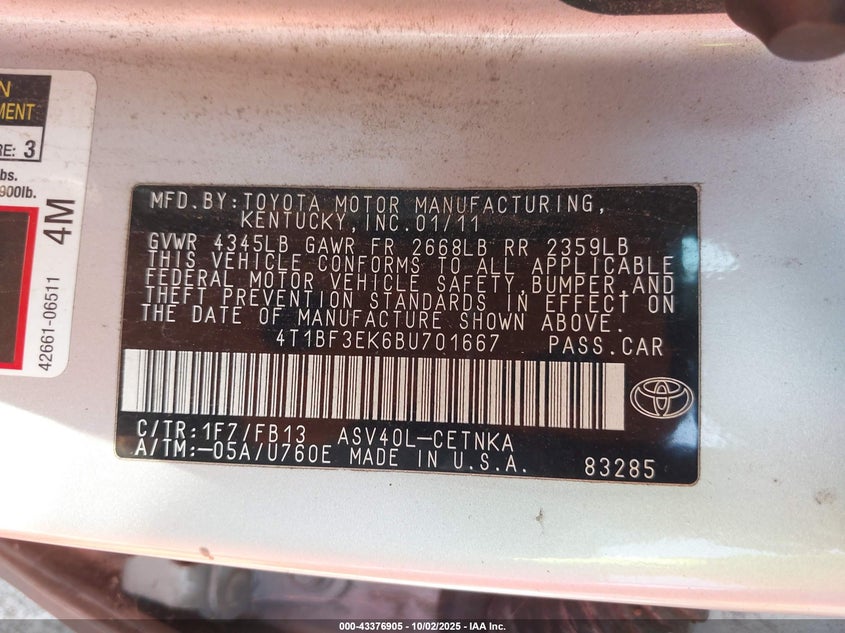 N
MENT
RE: 3
lbs.
900lb.
4M
42661-06511
MFD.BY:TOYOTA MOTOR MANUFACTURING,
KENTUCKY,INC.01/11
GVWR 4345LB GAWR FR 2668LB RR 2359LB
THIS VEHICLE CONFORMS TO ALL APPLICABLE
FEDERAL MOTOR VEHICLE SAFETY,BUMPER,AND
THEFT PREVENTION STANDARDS IN EFFECT ON
THE DATE OF MANUFACTURE SHOWN ABOVE.
4T1BF3EK6BU701667 PASS.CAR
C/TR:1F7/FB13 ASV40L-CETNKA
A/TM:-05A/U760E MADE IN U.S.A. 83285
000-43376905 - 10/02/2025 - IAA Inc.